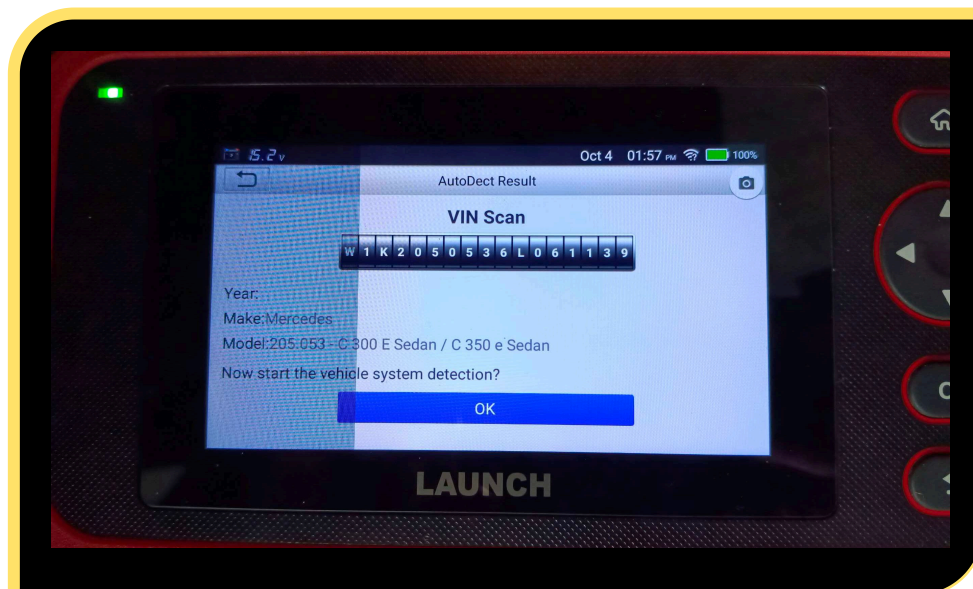 15.2 v Oct 4 01:57 PM 100%
AutoDect Result
VIN Scan
W1K2050536L061139
Year:
Make:Mercedes
Model:205.053 - C 300 E Sedan / C 350 e Sedan
Now start the vehicle system detection?
OK
LAUNCH